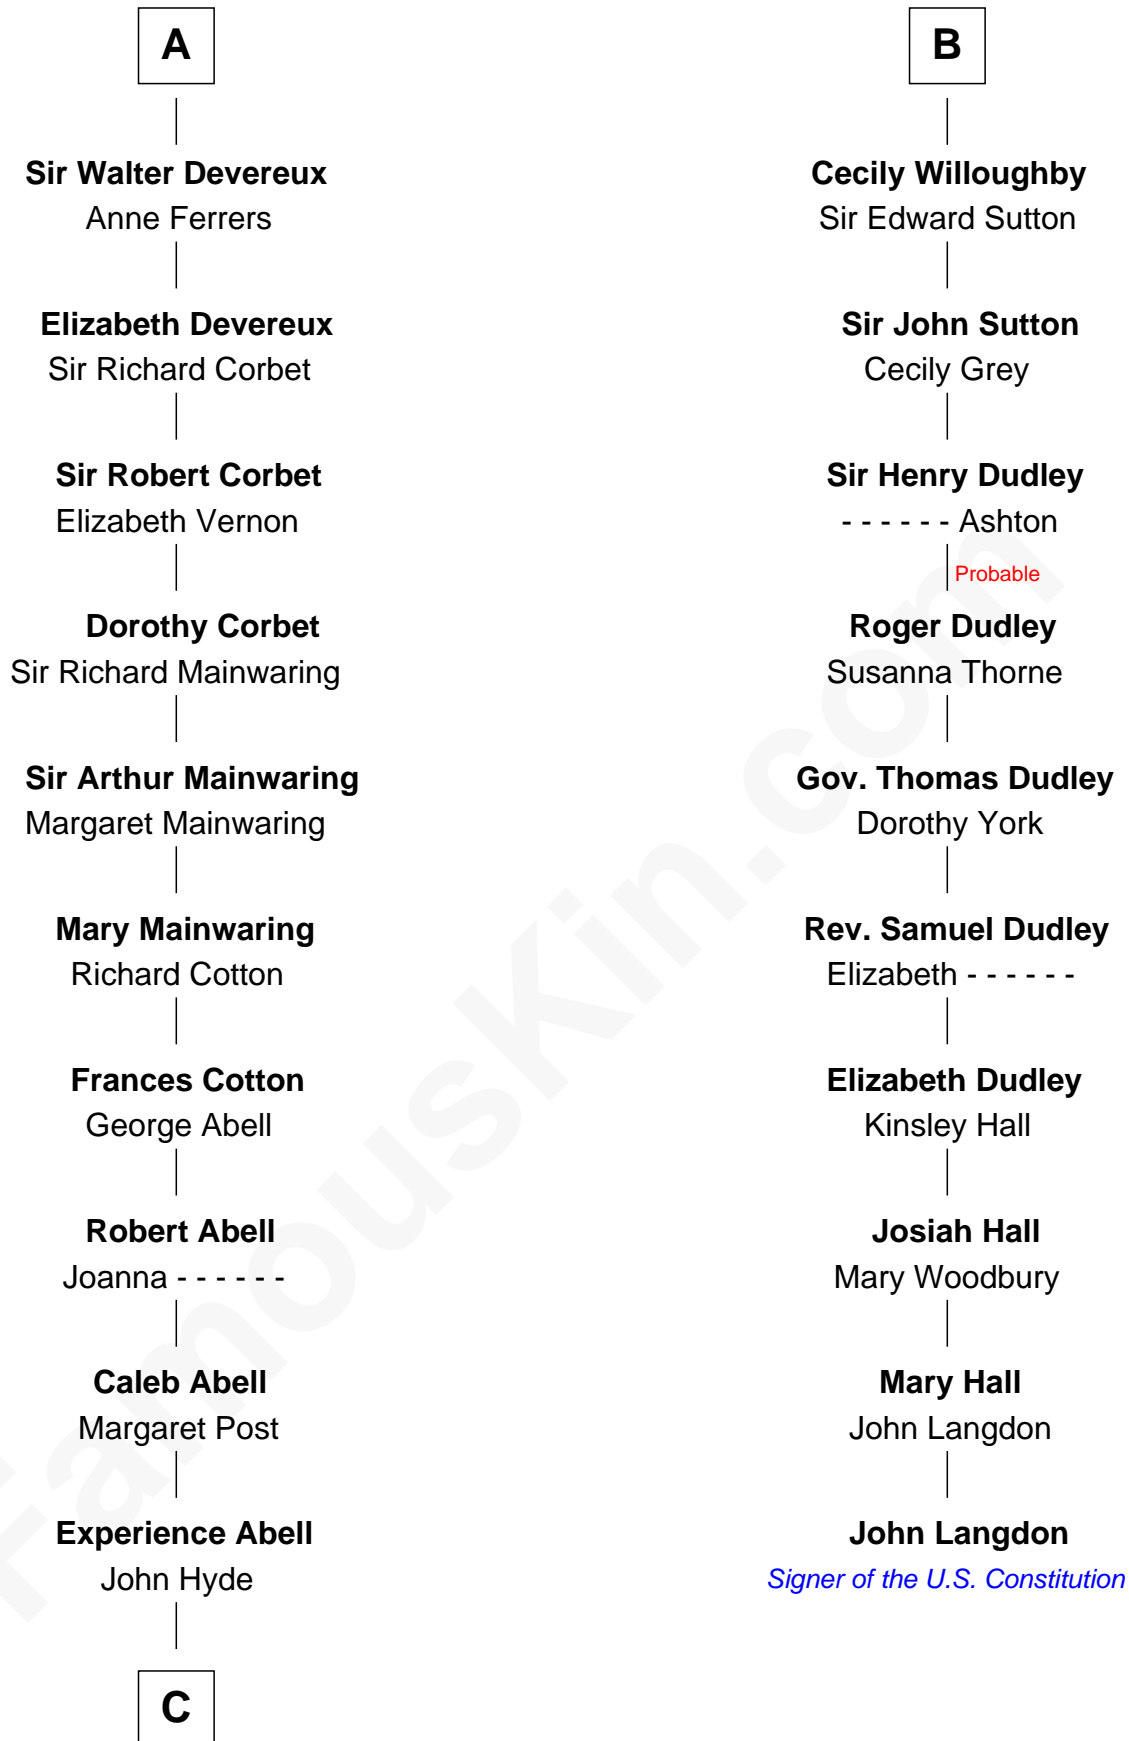 A
Sir Walter Devereux
Anne Ferrers
Elizabeth Devereux
Sir Richard Corbet
Sir Robert Corbet
Elizabeth Vernon
Dorothy Corbet
Sir Richard Mainwaring
Sir Arthur Mainwaring
Margaret Mainwaring
Mary Mainwaring
Richard Cotton
Frances Cotton
George Abell
Robert Abell
Joanna - - - - - -
Caleb Abell
Margaret Post
Experience Abell
John Hyde
C
B
Cecily Willoughby
Sir Edward Sutton
Sir John Sutton
Cecily Grey
Sir Henry Dudley
- - - - - - Ashton
Probable
Roger Dudley
Susanna Thorne
Gov. Thomas Dudley
Dorothy York
Rev. Samuel Dudley
Elizabeth - - - - - -
Elizabeth Dudley
Kinsley Hall
Josiah Hall
Mary Woodbury
Mary Hall
John Langdon
John Langdon
Signer of the U.S. Constitution
FamousKin.com